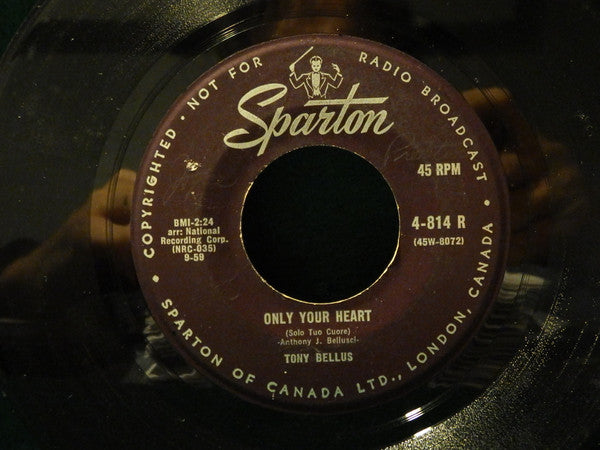 COPYRIGHTED • NOT FOR RADIO BROADCAST •
Sparton
45 RPM
BMI-2:24
arr: National
Recording Corp.
(NRC-035)
9-59
4-814 R
(45W-8072)
ONLY YOUR HEART
(Solo Tuo Cuore)
-Anthony J. Bellusci-
TONY BELLUS
SPARTON OF CANADA LTD., LONDON, CANADA •